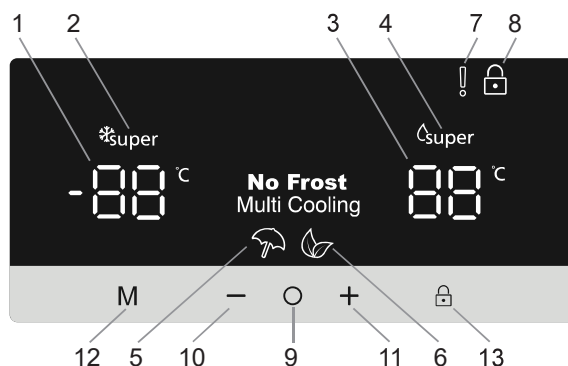 1 2 3 4 7 8
super super
-88 °C 88 °C
No Frost
Multi Cooling
M − O +
12 5 10 9 11 6 13